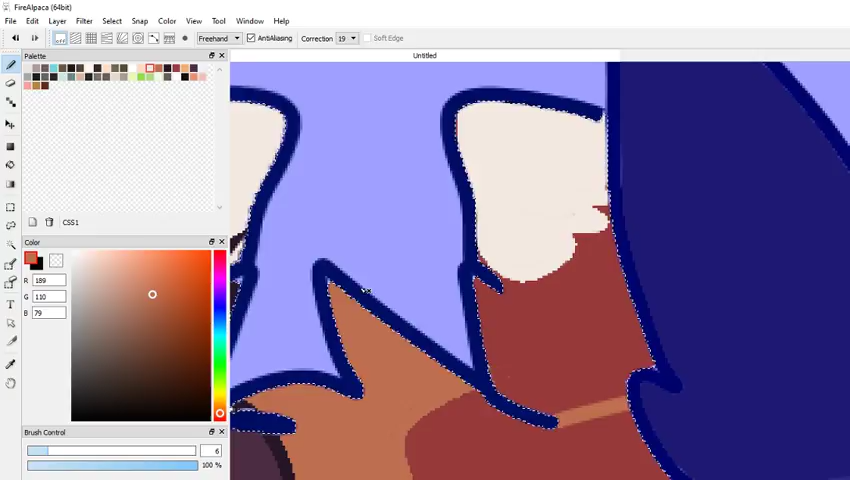 FireAlpaca (64bit)
File Edit Layer Filter Select Snap Color View Tool Window Help
off Freehand AntiAliasing Correction 19 Soft Edge
Palette
Untitled
CSS1
Color
R 189
G 110
B 79
Brush Control
6
100 %